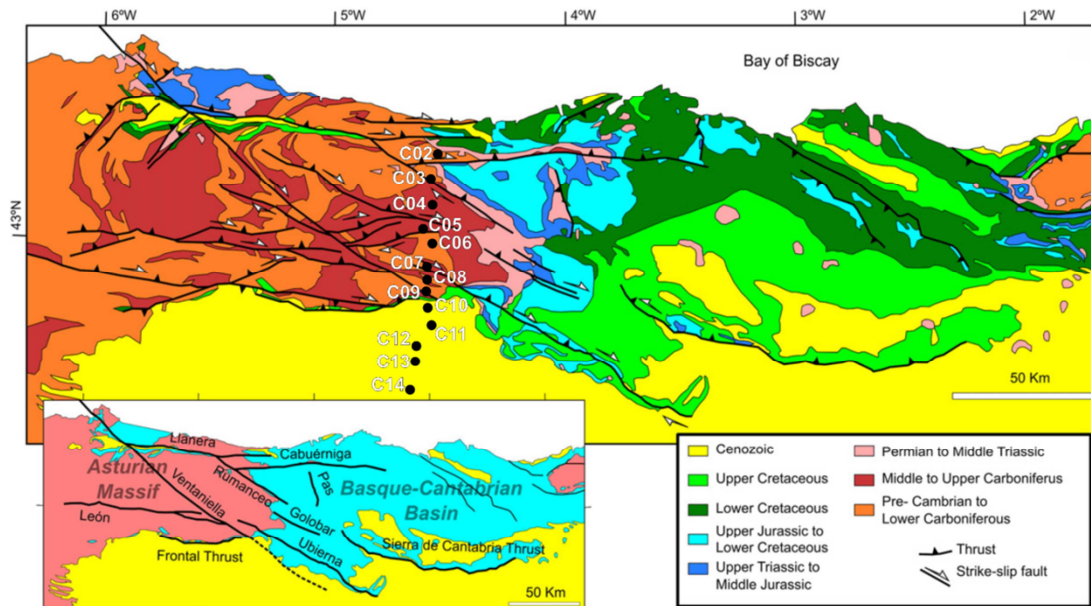 6ºW
5ºW
4ºW
3ºW
2ºW
Bay of Biscay
43ºN
C02
C03
C04
C05
C06
C07
C08
C09
C10
C11
C12
C13
C14
50 Km
Llanera
Cabuérniga
Asturian
Massif
Ventaniella
Rumaneo
Pas
Basque-Cantabrian
Basin
León
Golobar
Ubierna
Sierra de Cantabria Thrust
Frontal Thrust
50 Km
Cenozoic
Upper Cretaceous
Lower Cretaceous
Upper Jurassic to
Lower Cretaceous
Upper Triassic to
Middle Jurassic
Permian to Middle Triassic
Middle to Upper Carboniferus
Pre- Cambrian to
Lower Carboniferous
Thrust
Strike-slip fault